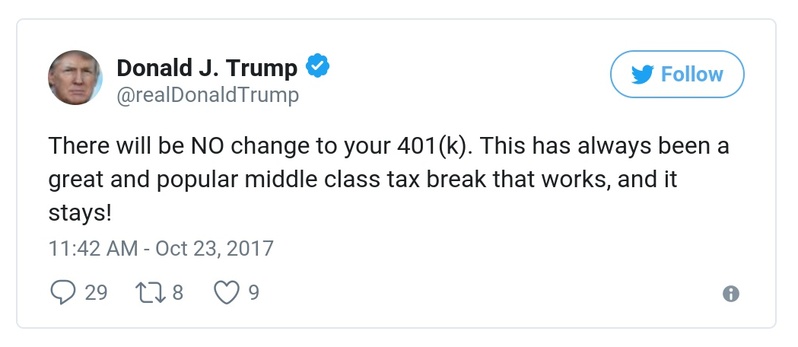 Donald J. Trump
Follow
@realDonaldTrump
There will be NO change to your 401(k). This has always been a
great and popular middle class tax break that works, and it
stays!
11:42 AM - Oct 23, 2017
29 8 9